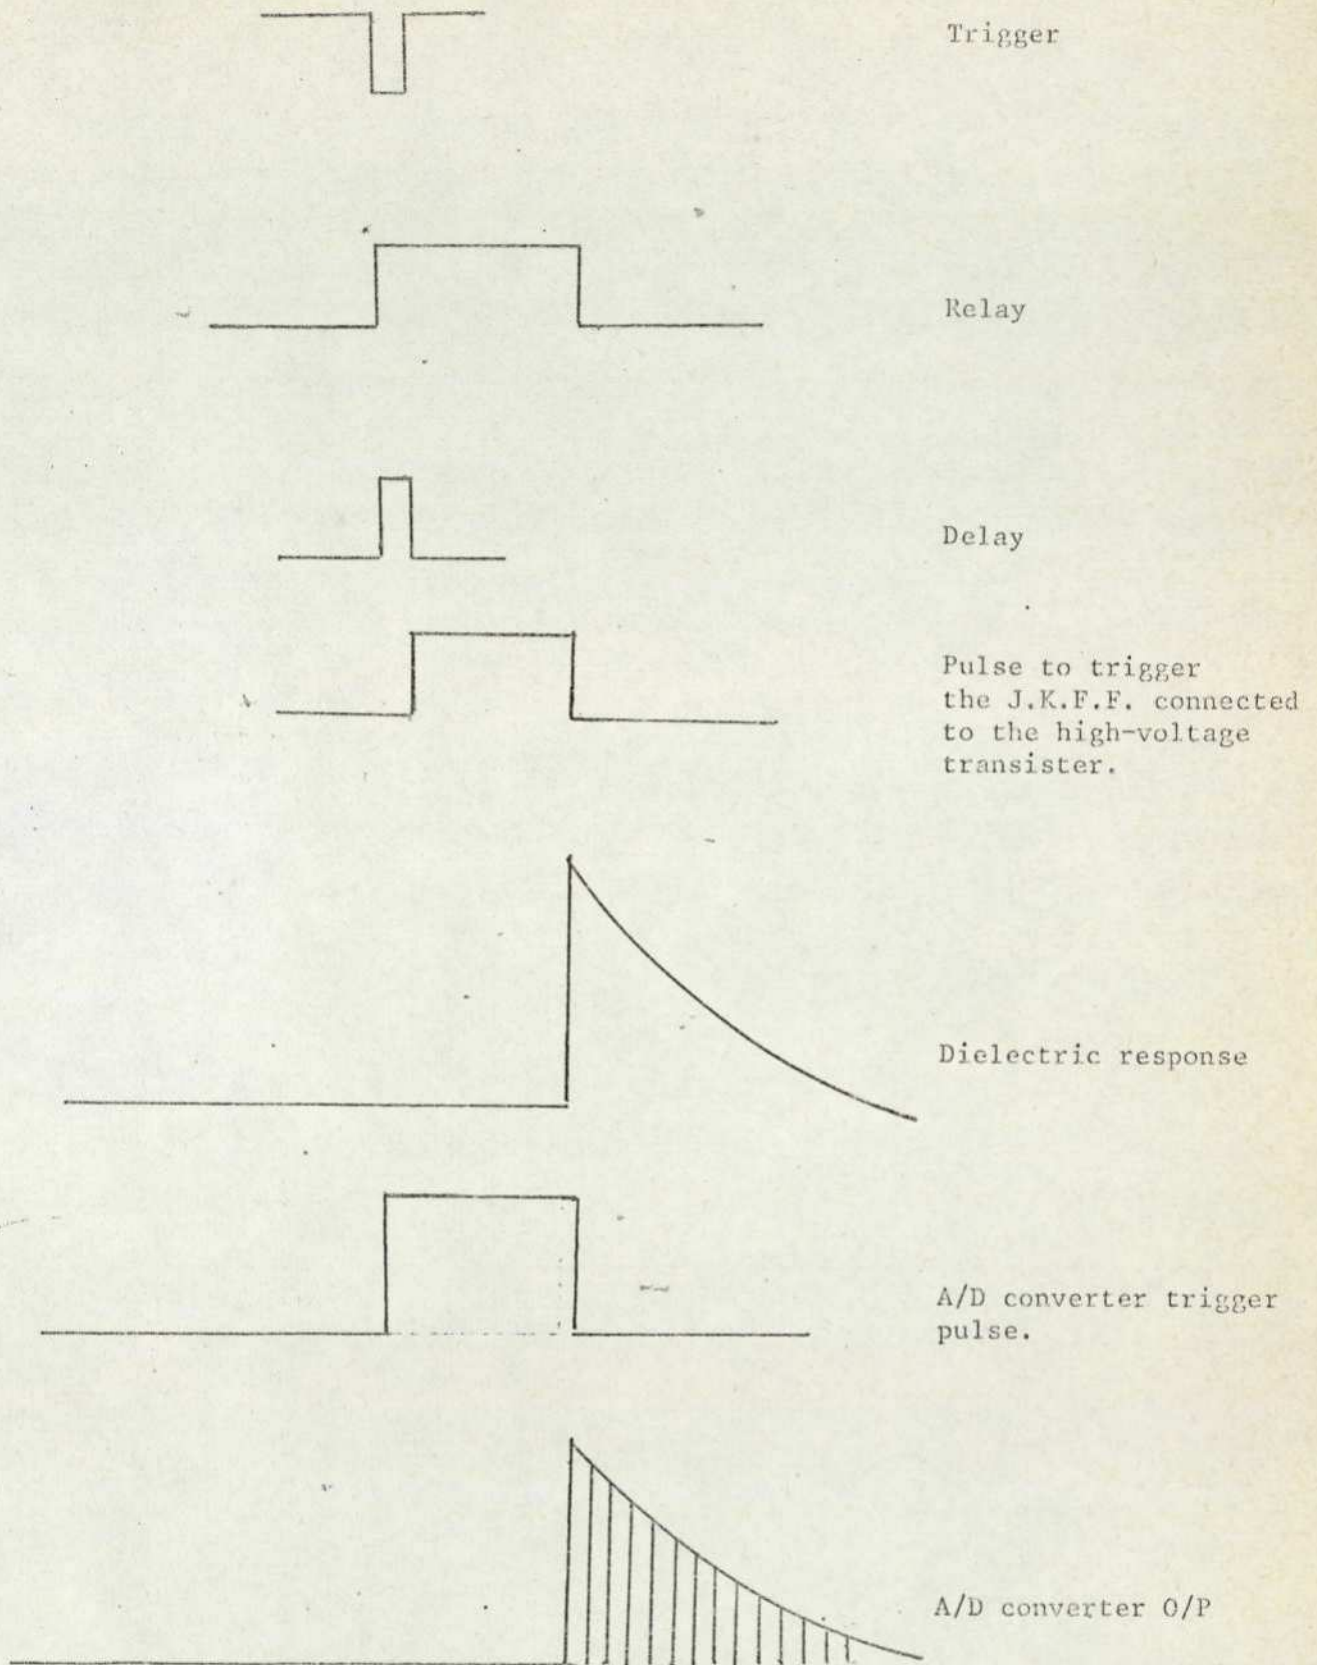 Trigger
Relay
Delay
Pulse to trigger
the J.K.F.F. connected
to the high-voltage
transister.
Dielectric response
A/D converter trigger
pulse.
A/D converter O/P